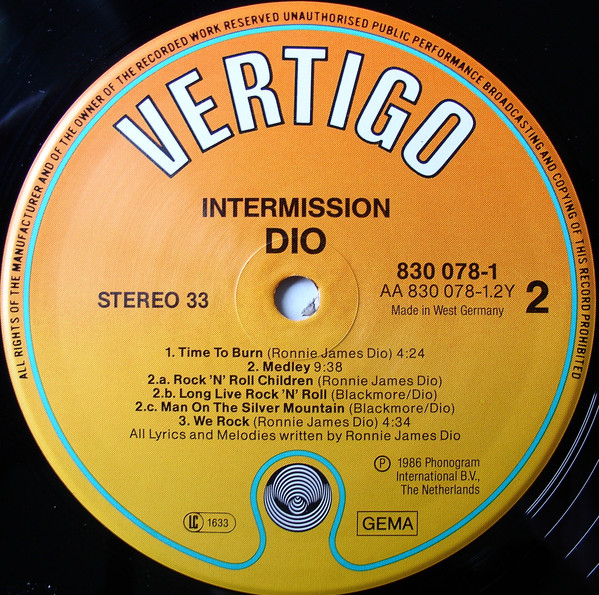 ALL RIGHTS OF THE MANUFACTURER AND OF THE OWNER OF THE RECORDED WORK RESERVED UNAUTHORISED PUBLIC PERFORMANCE BROADCASTING AND COPYING OF THIS RECORD PROHIBITED
VERTIGO
INTERMISSION
DIO
STEREO 33
830 078-1
AA 830 078-1.2Y
Made in West Germany
2
1. Time To Burn (Ronnie James Dio) 4:24
2. Medley 9:38
2.a. Rock 'N' Roll Children (Ronnie James Dio)
2.b. Long Live Rock 'N' Roll (Blackmore/Dio)
2.c. Man On The Silver Mountain (Blackmore/Dio)
3. We Rock (Ronnie James Dio) 4:34
All Lyrics and Melodies written by Ronnie James Dio
Ⓟ 1986 Phonogram
International B.V.,
The Netherlands
LC 1633
GEMA